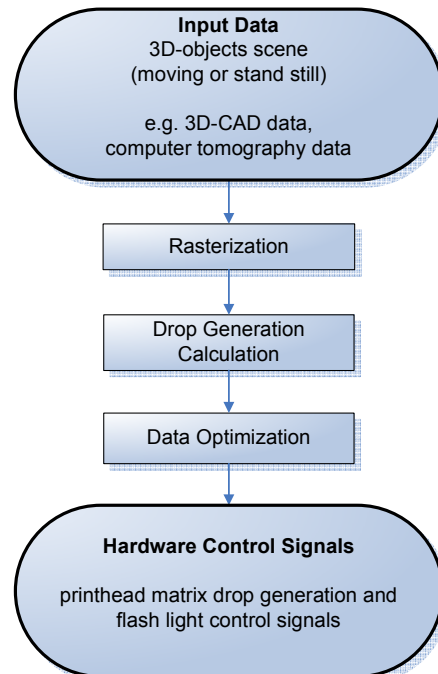 Input Data
3D-objects scene
(moving or stand still)
e.g. 3D-CAD data,
computer tomography data
Rasterization
Drop Generation
Calculation
Data Optimization
Hardware Control Signals
printhead matrix drop generation and
flash light control signals